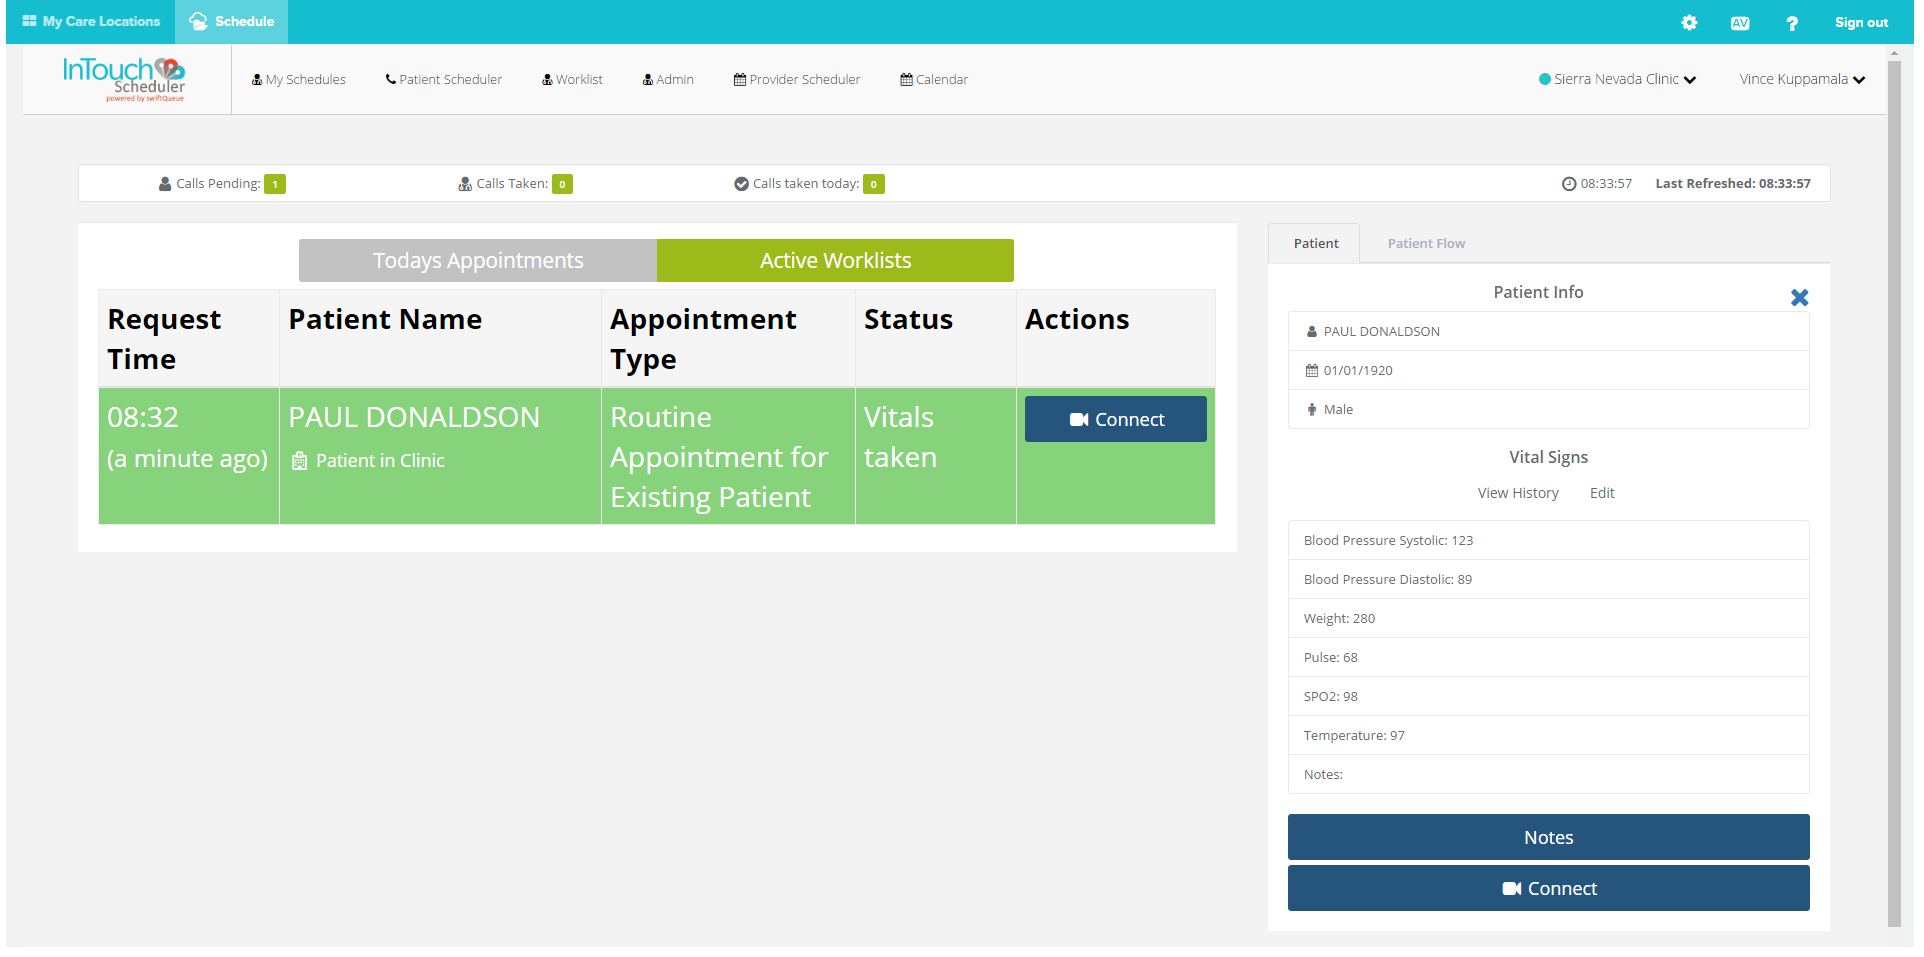 My Care Locations
Schedule
AV
?
Sign out
InTouch
Scheduler
powered by swiftQueue
My Schedules
Patient Scheduler
Worklist
Admin
Provider Scheduler
Calendar
Sierra Nevada Clinic
Vince Kuppamala
Calls Pending: 1
Calls Taken: 0
Calls taken today: 0
08:33:57
Last Refreshed: 08:33:57
Todays Appointments
Active Worklists
Request
Time
Patient Name
Appointment
Type
Status
Actions
08:32
(a minute ago)
PAUL DONALDSON
Patient in Clinic
Routine
Appointment for
Existing Patient
Vitals
taken
Connect
Patient
Patient Flow
Patient Info
PAUL DONALDSON
01/01/1920
Male
Vital Signs
View History
Edit
Blood Pressure Systolic: 123
Blood Pressure Diastolic: 89
Weight: 280
Pulse: 68
SPO2: 98
Temperature: 97
Notes:
Notes
Connect